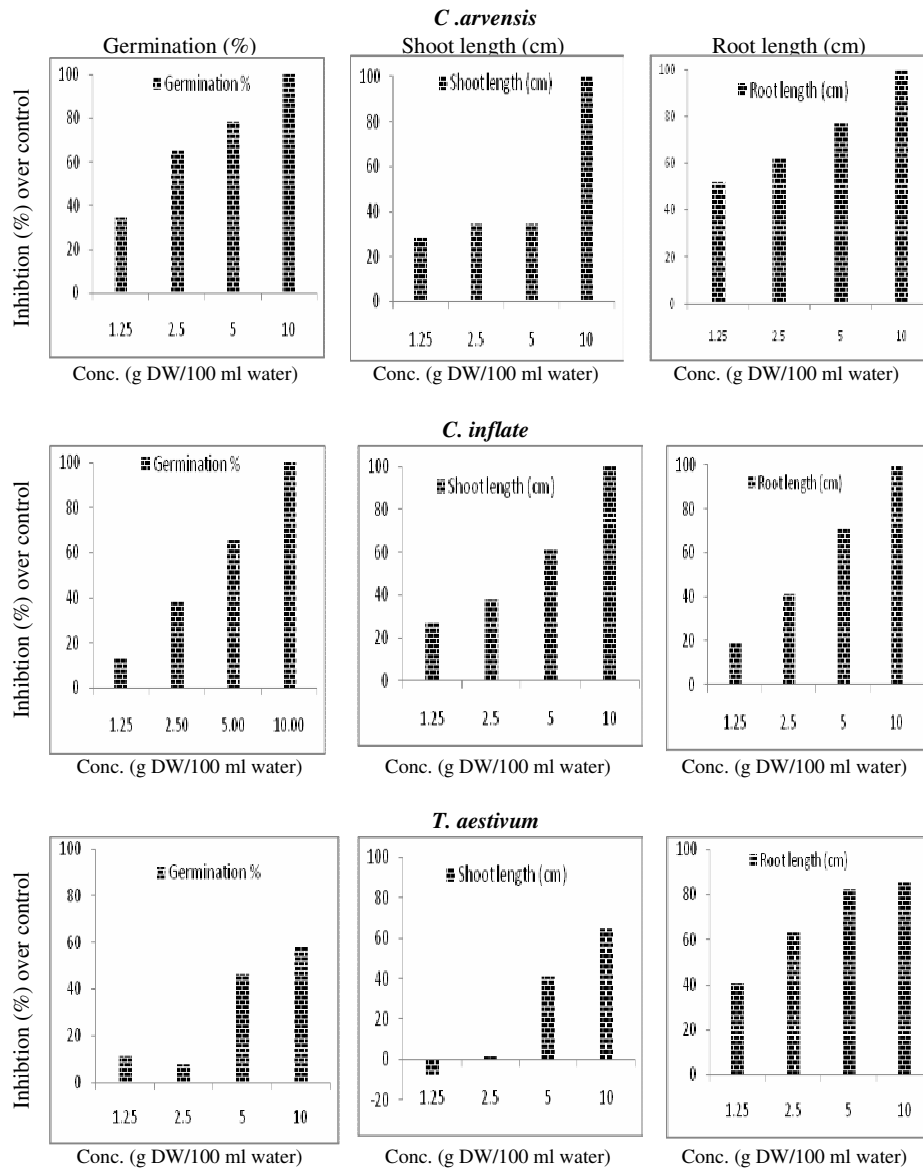 C .arvensis
Germination (%) Shoot length (cm) Root length (cm)
Inhibtion (%) over control
100
80
60
40
20
0
Germination %
1.25 2.5 5 10
Conc. (g DW/100 ml water)
100
80
60
40
20
0
Shoot length (cm)
1.25 2.5 5 10
Conc. (g DW/100 ml water)
100
80
60
40
20
0
Root length (cm)
1.25 2.5 5 10
Conc. (g DW/100 ml water)
C. inflate
Inhibtion (%) over control
100
80
60
40
20
0
Germination %
1.25 2.50 5.00 10.00
Conc. (g DW/100 ml water)
100
80
60
40
20
0
Shoot length (cm)
1.25 2.5 5 10
Conc. (g DW/100 ml water)
100
80
60
40
20
0
Root length (cm)
1.25 2.5 5 10
Conc. (g DW/100 ml water)
T. aestivum
Inhibtion (%) over control
100
80
60
40
20
0
Germination %
1.25 2.5 5 10
Conc. (g DW/100 ml water)
100
80
60
40
20
0
-20
Shoot length (cm)
1.25 2.5 5 10
Conc. (g DW/100 ml water)
100
80
60
40
20
0
Root length (cm)
1.25 2.5 5 10
Conc. (g DW/100 ml water)